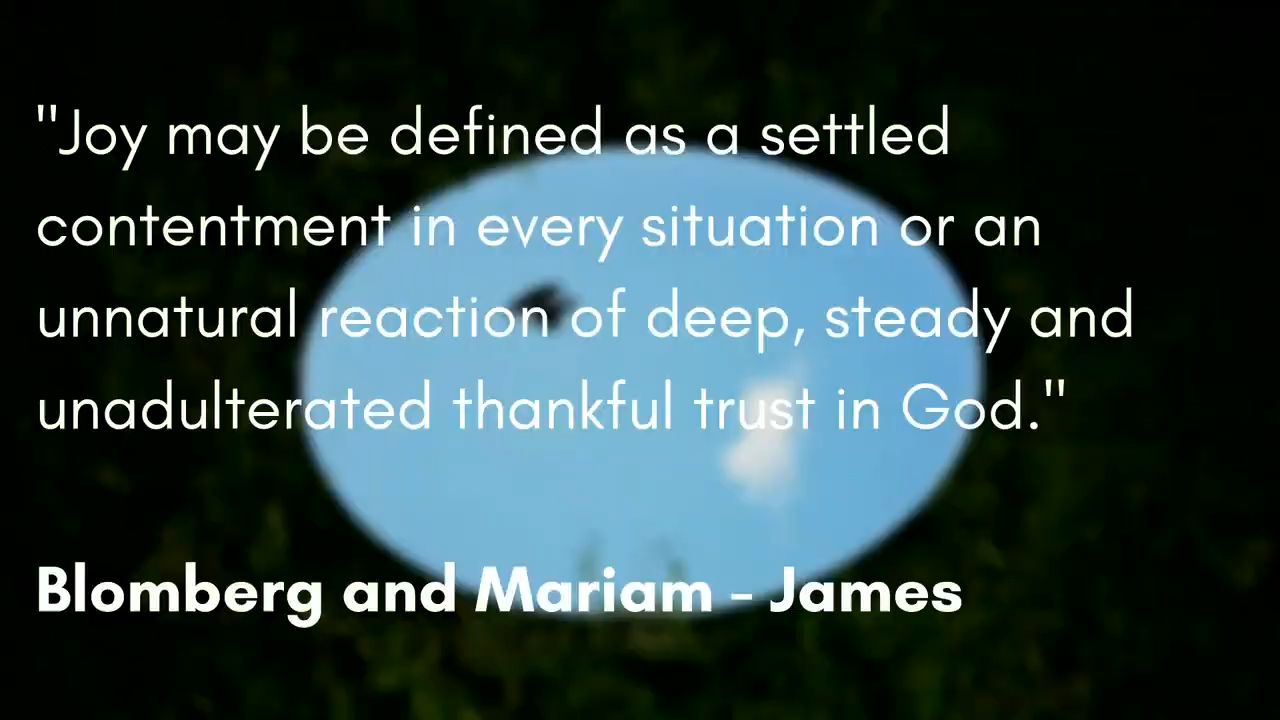 "Joy may be defined as a settled
contentment in every situation or an
unnatural reaction of deep, steady and
unadulterated thankful trust in God."
Blomberg and Mariam - James